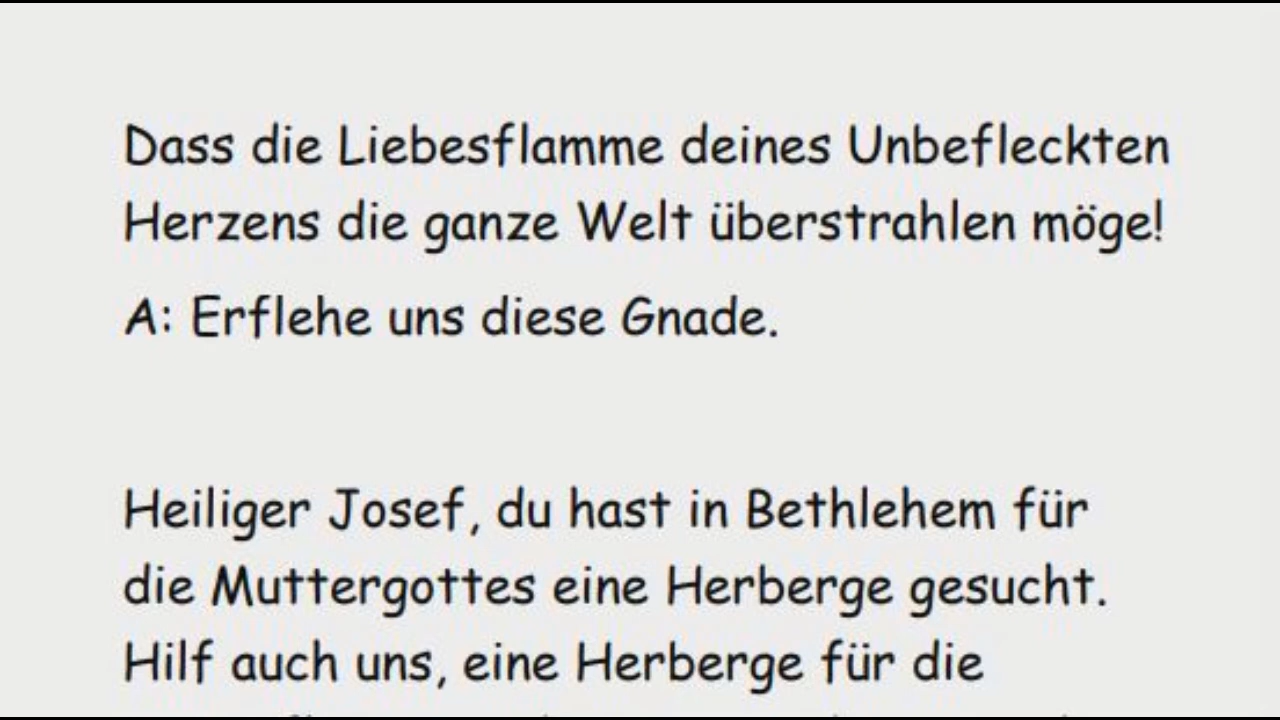 Dass die Liebesflamme deines Unbefleckten
Herzens die ganze Welt überstrahlen möge!
A: Erflehe uns diese Gnade.
Heiliger Josef, du hast in Bethlehem für
die Muttergottes eine Herberge gesucht.
Hilf auch uns, eine Herberge für die